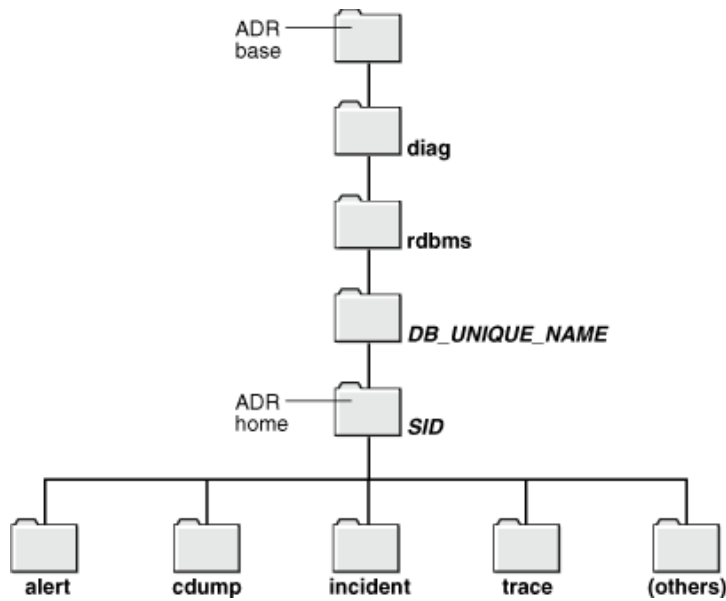 ADR
base
diag
rdbms
DB_UNIQUE_NAME
ADR
home
SID
alert
cdump
incident
trace
(others)